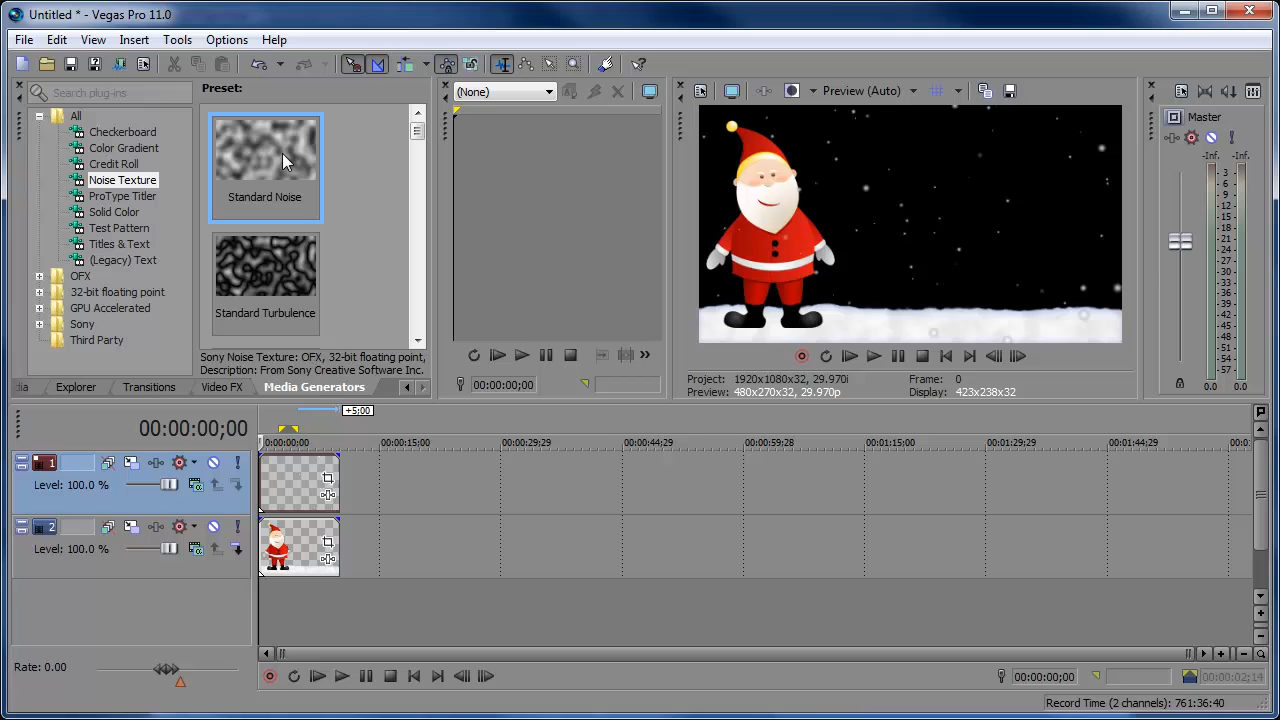 Untitled * - Vegas Pro 11.0
File Edit View Insert Tools Options Help
Search plug-ins
All
Checkerboard
Color Gradient
Credit Roll
Noise Texture
ProType Titler
Solid Color
Test Pattern
Titles & Text
(Legacy) Text
OFX
32-bit floating point
GPU Accelerated
Sony
Third Party
Preset:
Standard Noise
Standard Turbulence
Sony Noise Texture: OFX, 32-bit floating point,
Description: From Sony Creative Software Inc.
dia Explorer Transitions Video FX Media Generators
(None)
00:00:00;00
Preview (Auto)
Project: 1920x1080x32, 29.970i
Preview: 480x270x32, 29.970p
Frame: 0
Display: 423x238x32
Master
-Inf. -Inf.
3
6
9
12
15
18
21
24
27
30
33
36
39
42
45
48
51
54
57
0.0 0.0
+5;00
00:00:00;00
0:00:00;00 00:00:15;00 00:00:29;29 00:00:44;29 00:00:59;28 00:01:15;00 00:01:29;29 00:01:44;29 00:0
1
Level: 100.0 %
2
Level: 100.0 %
Rate: 0.00
00:00:00;00
00:00:02;14
Record Time (2 channels): 761:36:40